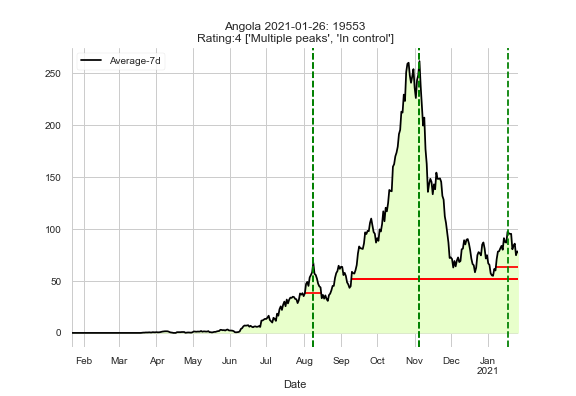 Angola 2021-01-26: 19553
Rating:4 ['Multiple peaks', 'In control']
Average-7d
250
200
150
100
50
0
Feb Mar Apr May Jun Jul Aug Sep Oct Nov Dec Jan
2021
Date